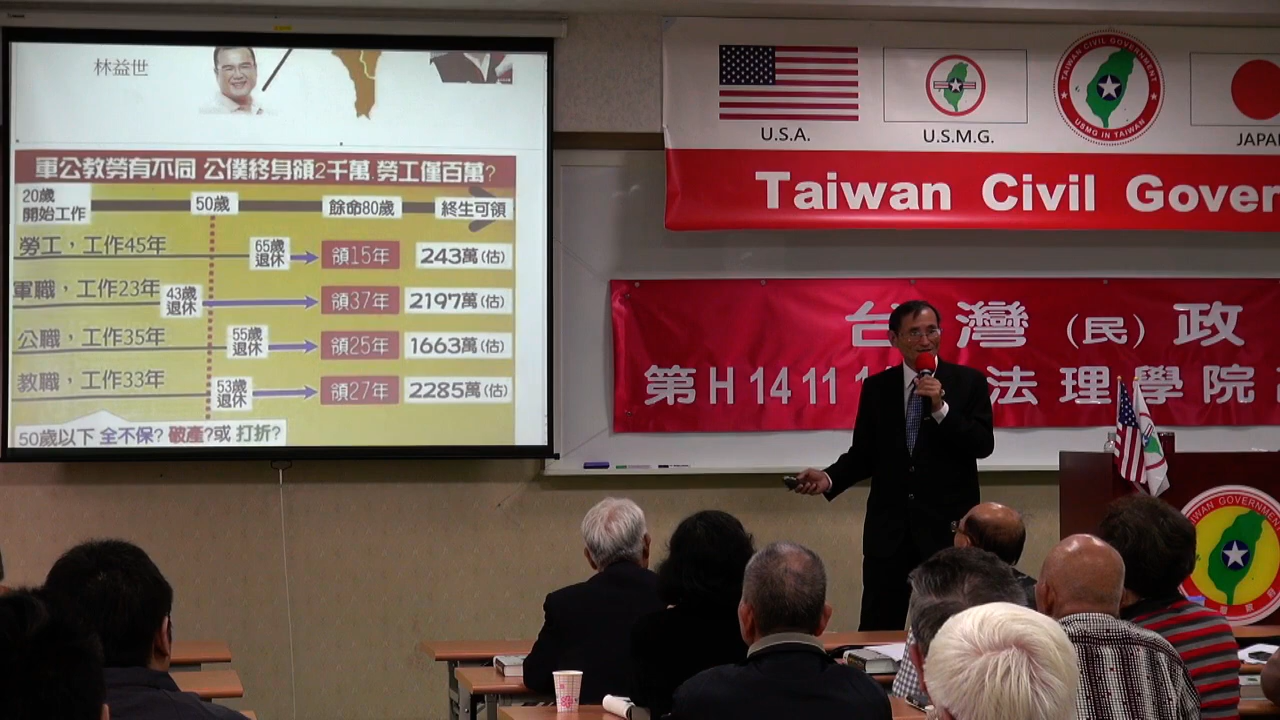 林益世
軍公教勞有不同 公僕終身領2千萬.勞工僅百萬?
20歲
開始工作
50歲
餘命80歲
終生可領
勞工，工作45年
65歲
退休
領15年
243萬(估)
軍職，工作23年
43歲
退休
領37年
2197萬(估)
公職，工作35年
55歲
退休
領25年
1663萬(估)
教職，工作33年
53歲
退休
領27年
2285萬(估)
50歲以下 全不保? 破產?或 打折?
U.S.A.
U.S.M.G.
TAIWAN CIVIL GOVERNMENT
USMG IN TAIWAN
JAPA
Taiwan Civil Gover
台灣(民)政
第H 14 11 法理學院
IWAN GOVERNMEN